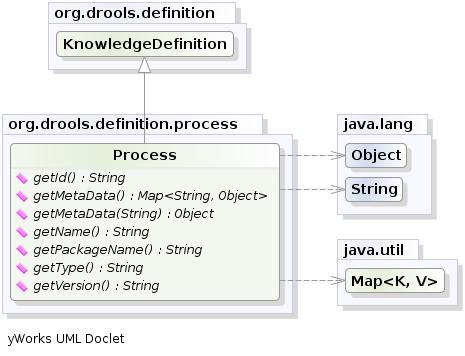 org.drools.definition
KnowledgeDefinition
org.drools.definition.process
Process
getId() : String
getMetaData() : Map<String, Object>
getMetaData(String) : Object
getName() : String
getPackageName() : String
getType() : String
getVersion() : String
java.lang
Object
String
java.util
Map<K, V>
yWorks UML Doclet